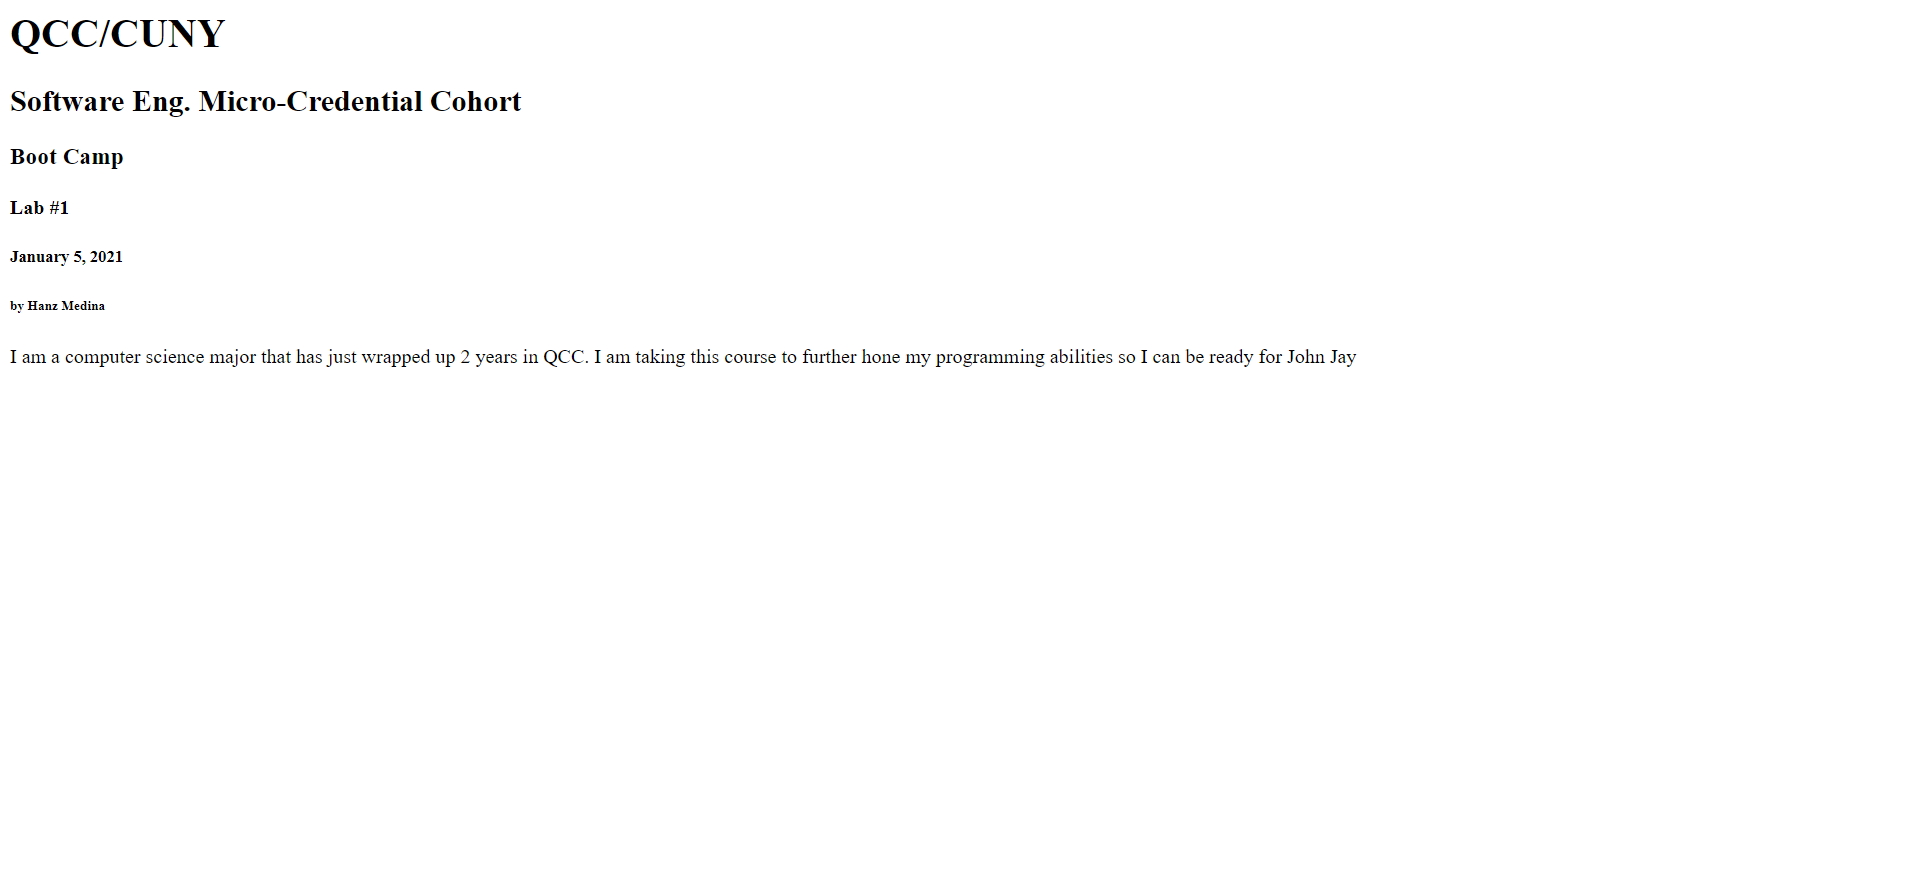 QCC/CUNY
Software Eng. Micro-Credential Cohort
Boot Camp
Lab #1
January 5, 2021
by Hanz Medina
I am a computer science major that has just wrapped up 2 years in QCC. I am taking this course to further hone my programming abilities so I can be ready for John Jay